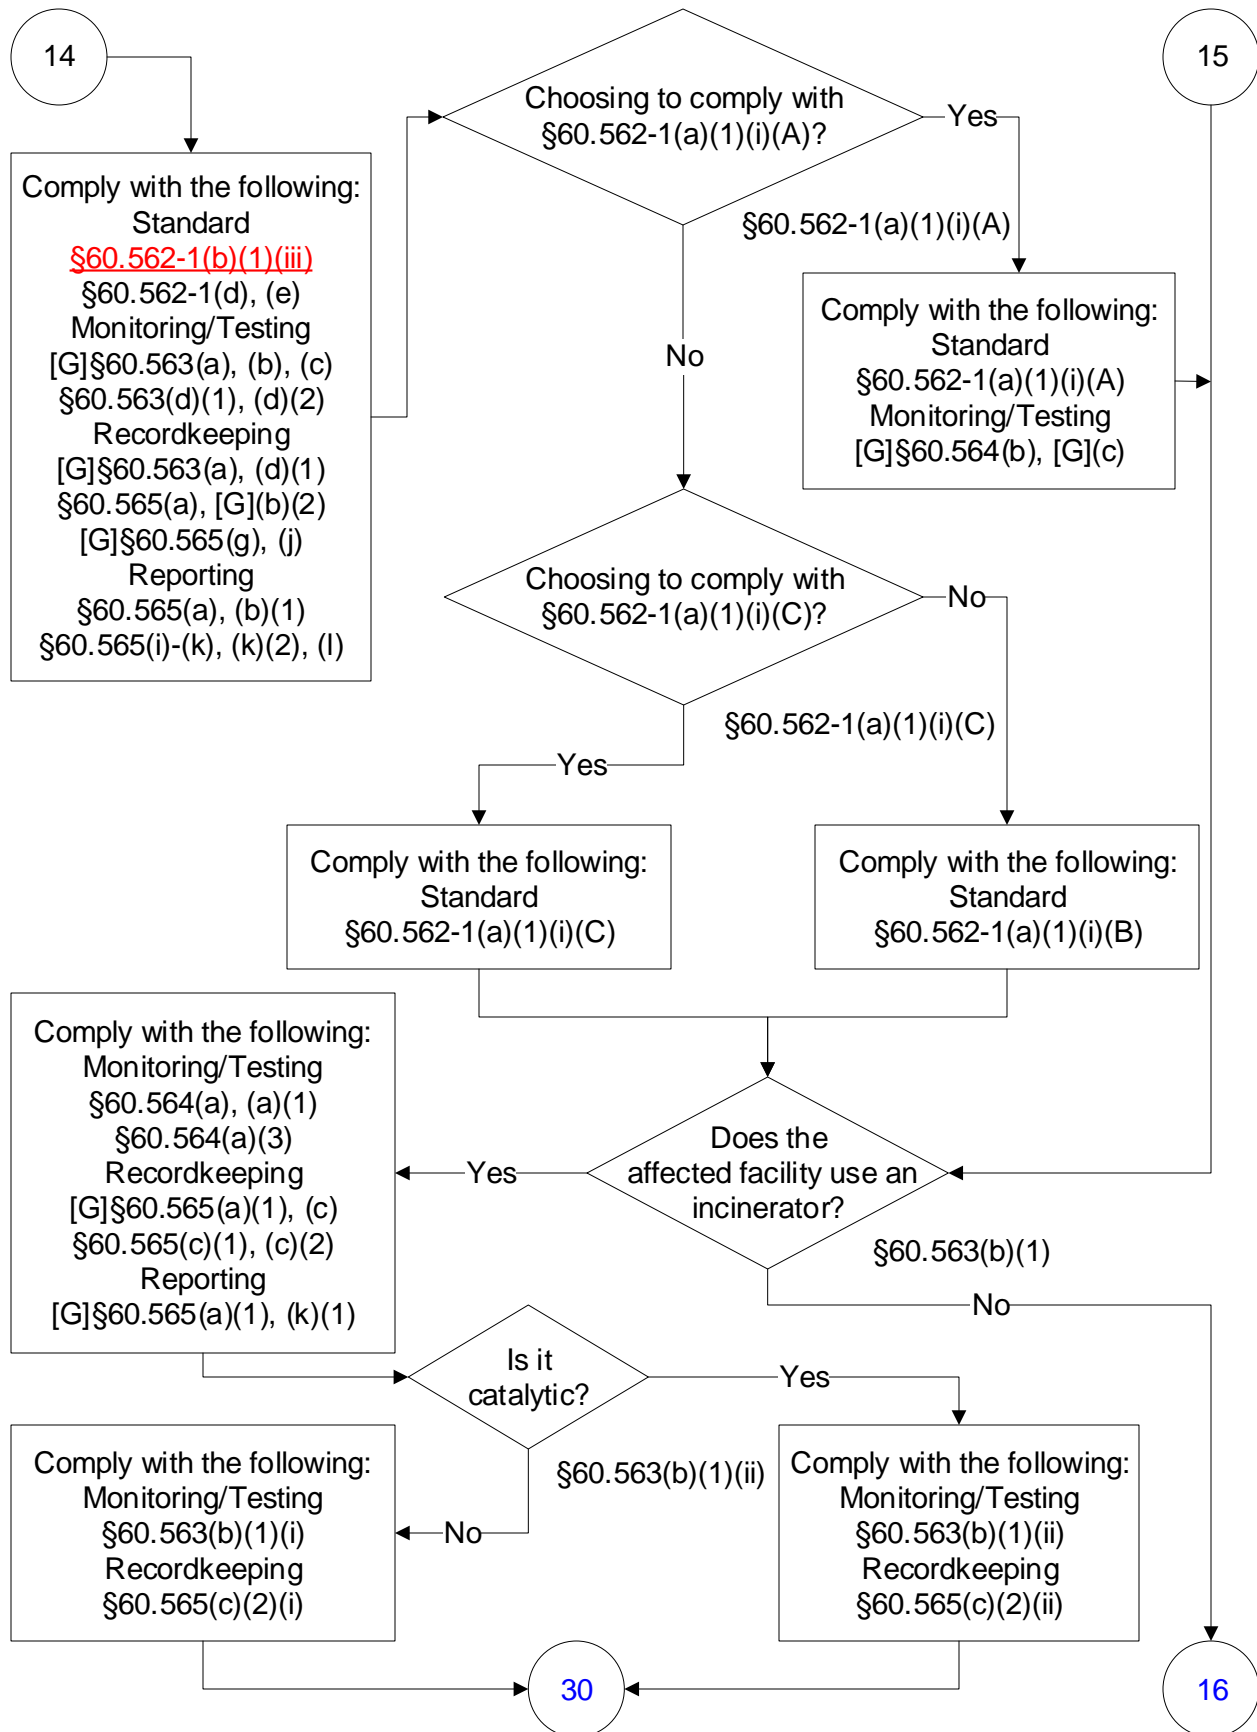 14
15
Choosing to comply with
§60.562-1(a)(1)(i)(A)?
Yes
§60.562-1(a)(1)(i)(A)
No
Comply with the following:
Standard
§60.562-1(b)(1)(iii)
§60.562-1(d), (e)
Monitoring/Testing
[G]§60.563(a), (b), (c)
§60.563(d)(1), (d)(2)
Recordkeeping
[G]§60.563(a), (d)(1)
§60.565(a), [G](b)(2)
[G]§60.565(g), (j)
Reporting
§60.565(a), (b)(1)
§60.565(i)-(k), (k)(2), (l)
Comply with the following:
Standard
§60.562-1(a)(1)(i)(A)
Monitoring/Testing
[G]§60.564(b), [G](c)
Choosing to comply with
§60.562-1(a)(1)(i)(C)?
No
§60.562-1(a)(1)(i)(C)
Yes
Comply with the following:
Standard
§60.562-1(a)(1)(i)(C)
Comply with the following:
Standard
§60.562-1(a)(1)(i)(B)
Does the
affected facility use an
incinerator?
Yes
§60.563(b)(1)
No
Comply with the following:
Monitoring/Testing
§60.564(a), (a)(1)
§60.564(a)(3)
Recordkeeping
[G]§60.565(a)(1), (c)
§60.565(c)(1), (c)(2)
Reporting
[G]§60.565(a)(1), (k)(1)
Is it
catalytic?
Yes
§60.563(b)(1)(ii)
No
Comply with the following:
Monitoring/Testing
§60.563(b)(1)(i)
Recordkeeping
§60.565(c)(2)(i)
Comply with the following:
Monitoring/Testing
§60.563(b)(1)(ii)
Recordkeeping
§60.565(c)(2)(ii)
30
16